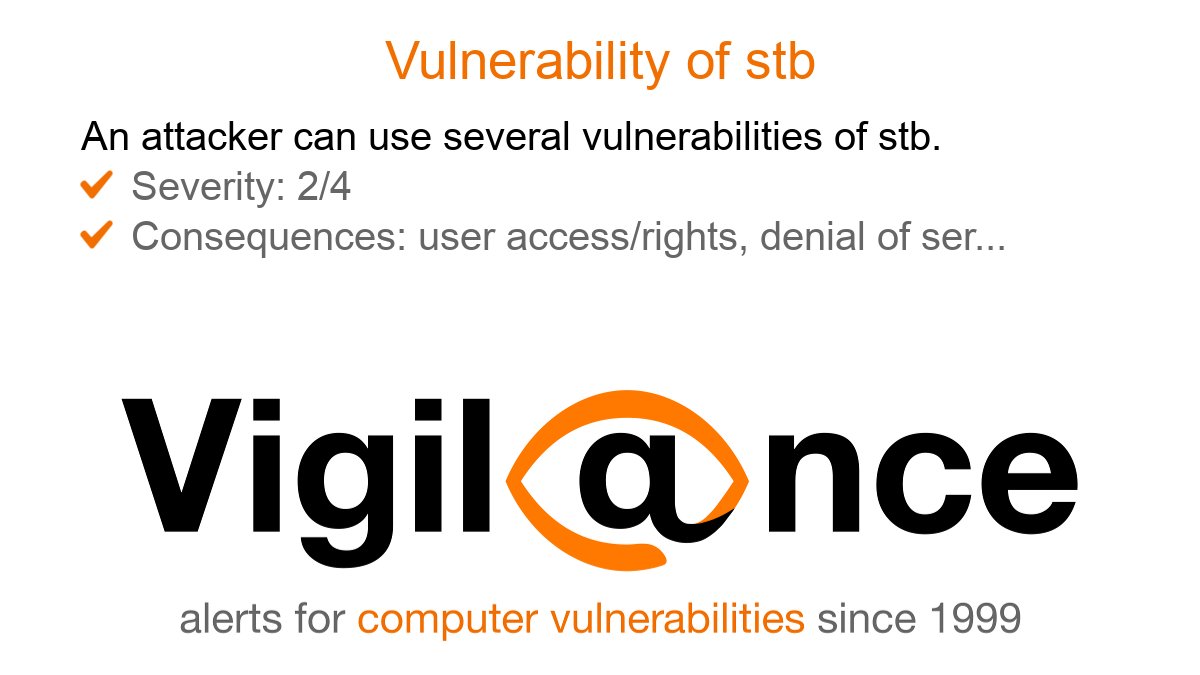 Vulnerability of stb
An attacker can use several vulnerabilities of stb.
Severity: 2/4
Consequences: user access/rights, denial of ser...
Vigil@nce
alerts for computer vulnerabilities since 1999